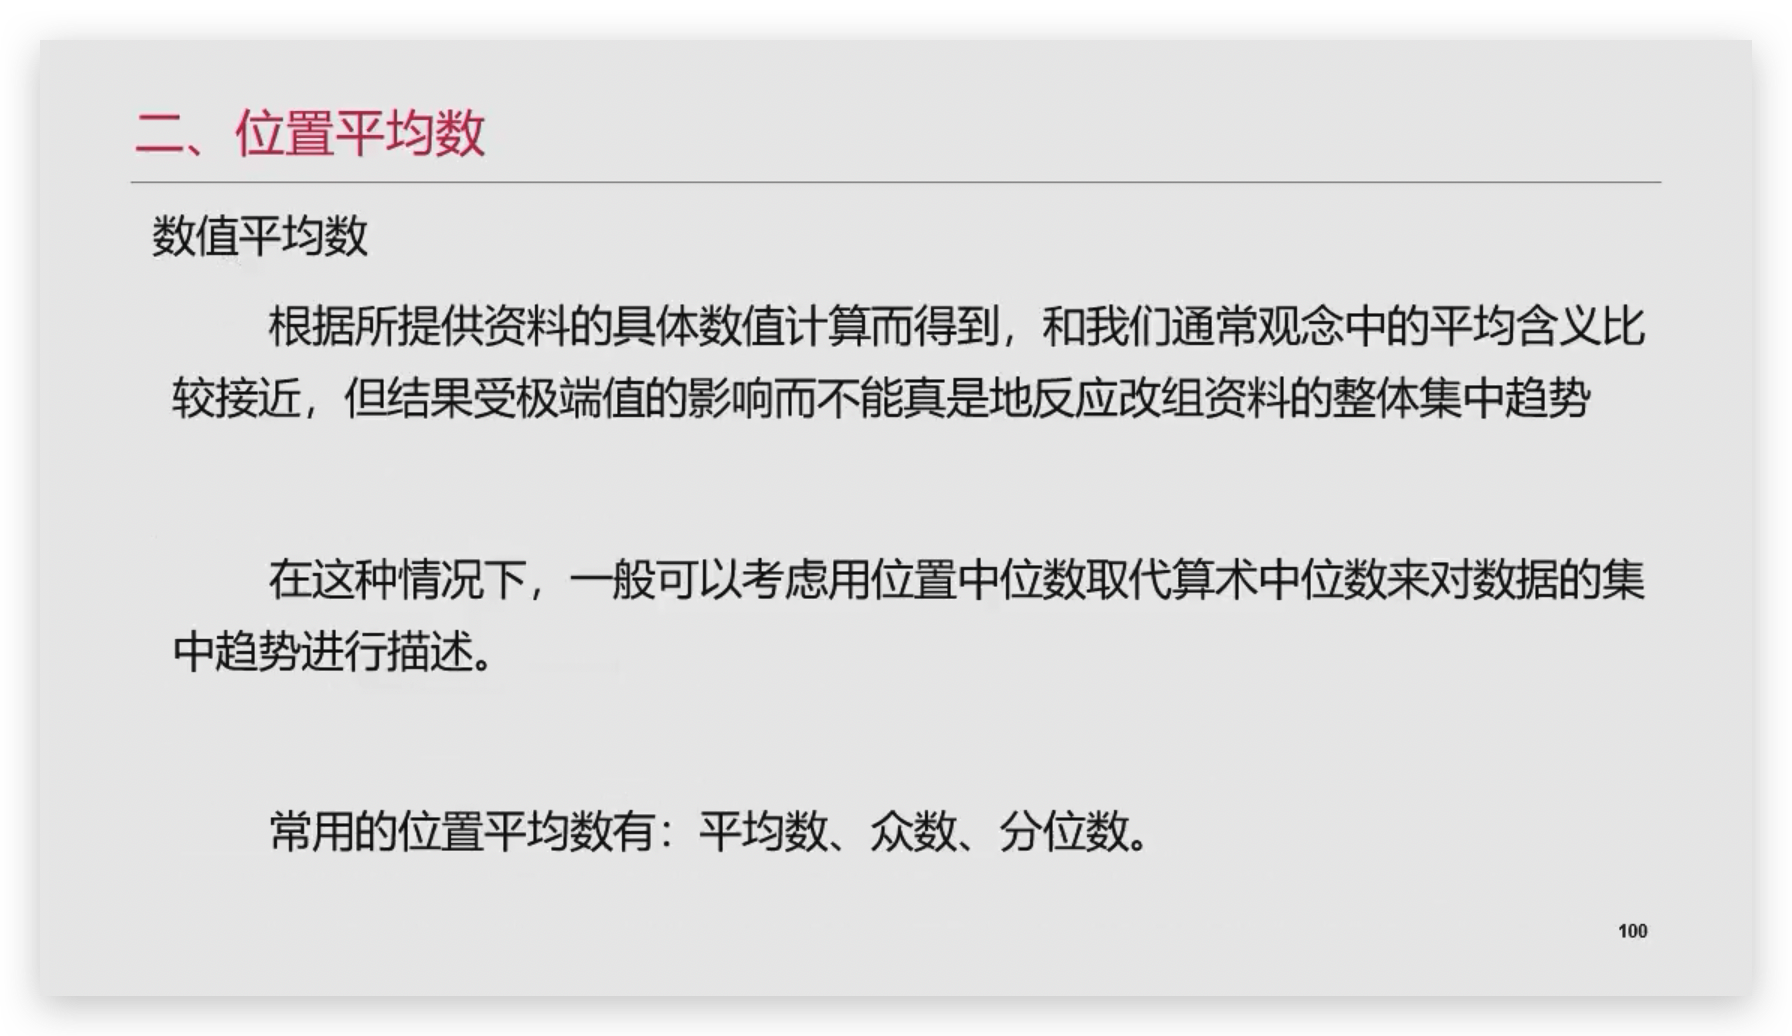 二、位置平均数
数值平均数
根据所提供资料的具体数值计算而得到，和我们通常观念中的平均含义比
较接近，但结果受极端值的影响而不能真是地反应改组资料的整体集中趋势
在这种情况下，一般可以考虑用位置中位数取代算术中位数来对数据的集
中趋势进行描述。
常用的位置平均数有：平均数、众数、分位数。
100